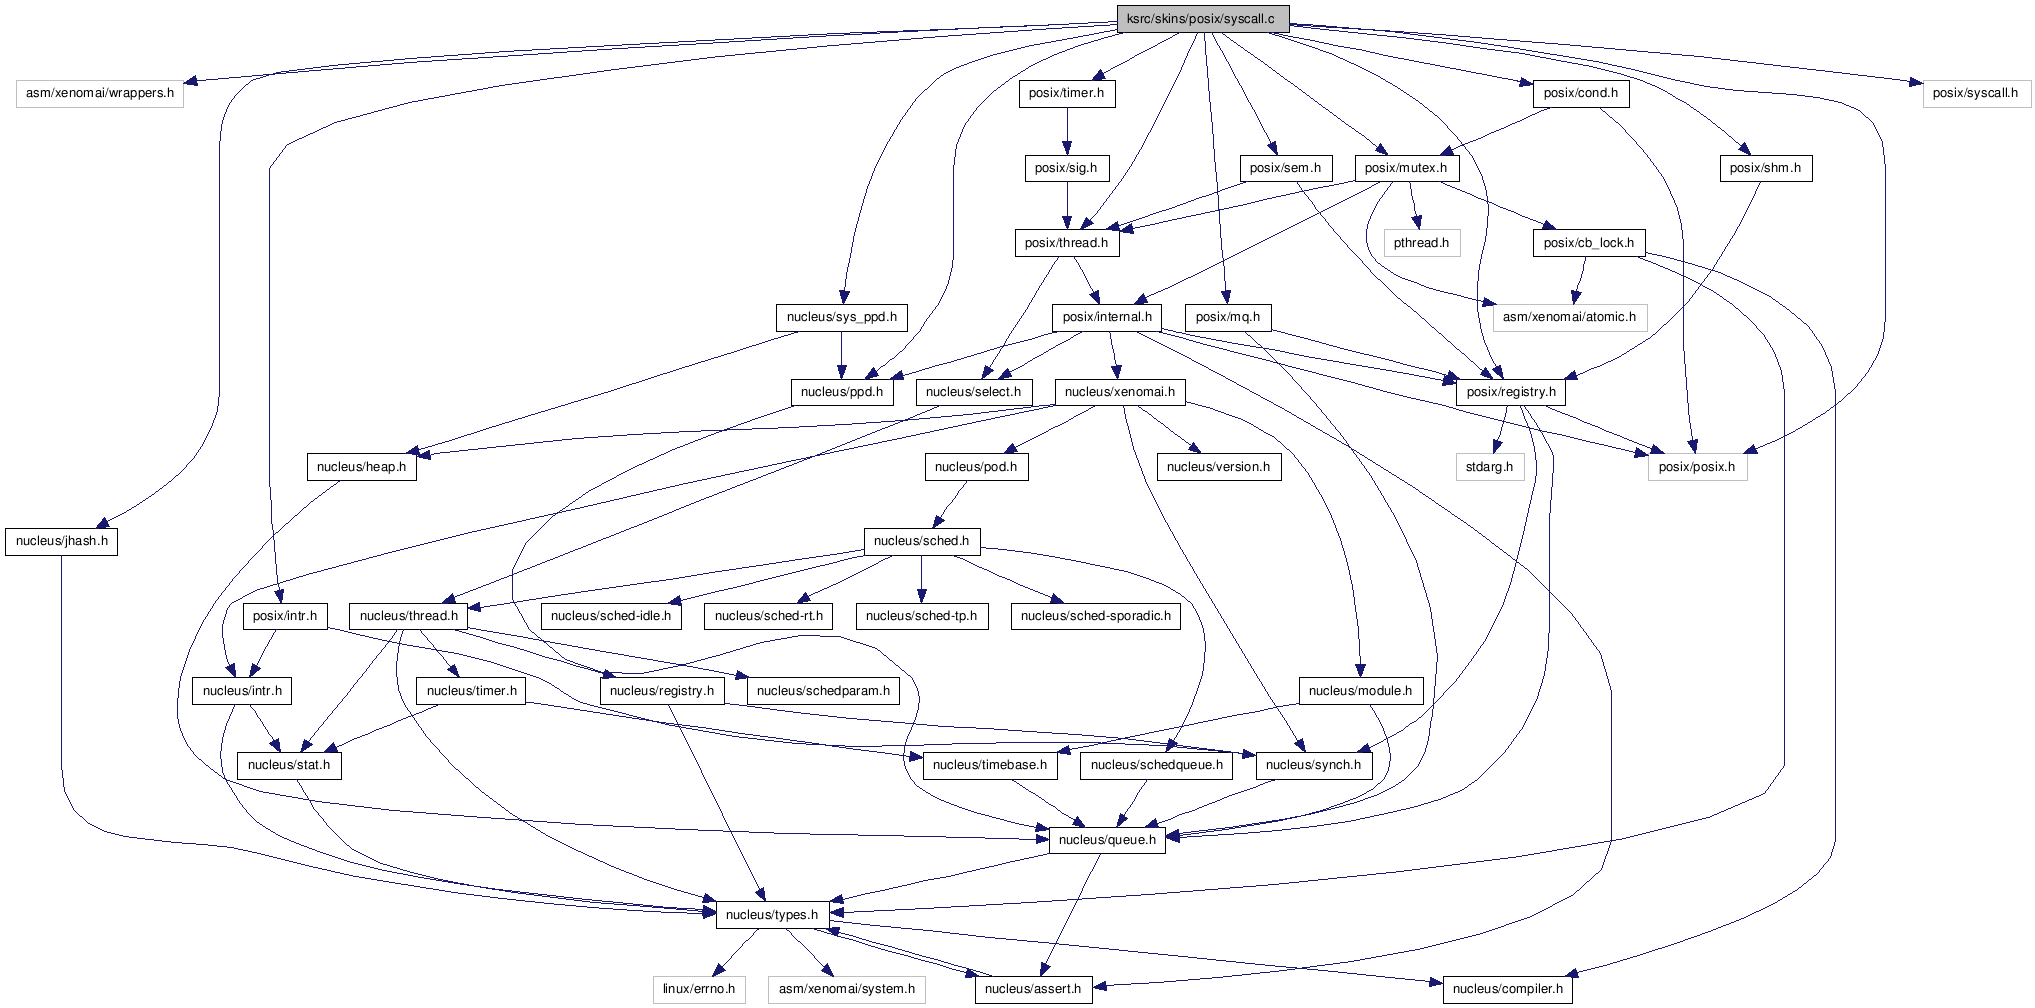 ksrc/skins/posix/syscall.c
asm/xenomai/wrappers.h
posix/timer.h
posix/cond.h
posix/syscall.h
posix/sig.h
posix/sem.h
posix/mutex.h
posix/shm.h
posix/thread.h
pthread.h
posix/cb_lock.h
nucleus/sys_ppd.h
posix/internal.h
posix/mq.h
asm/xenomai/atomic.h
nucleus/ppd.h
nucleus/select.h
nucleus/xenomai.h
posix/registry.h
nucleus/heap.h
nucleus/pod.h
nucleus/version.h
stdarg.h
posix/posix.h
nucleus/jhash.h
nucleus/sched.h
posix/intr.h
nucleus/thread.h
nucleus/sched-idle.h
nucleus/sched-rt.h
nucleus/sched-tp.h
nucleus/sched-sporadic.h
nucleus/intr.h
nucleus/timer.h
nucleus/registry.h
nucleus/schedparam.h
nucleus/module.h
nucleus/stat.h
nucleus/timebase.h
nucleus/schedqueue.h
nucleus/synch.h
nucleus/queue.h
nucleus/types.h
linux/errno.h
asm/xenomai/system.h
nucleus/assert.h
nucleus/compiler.h